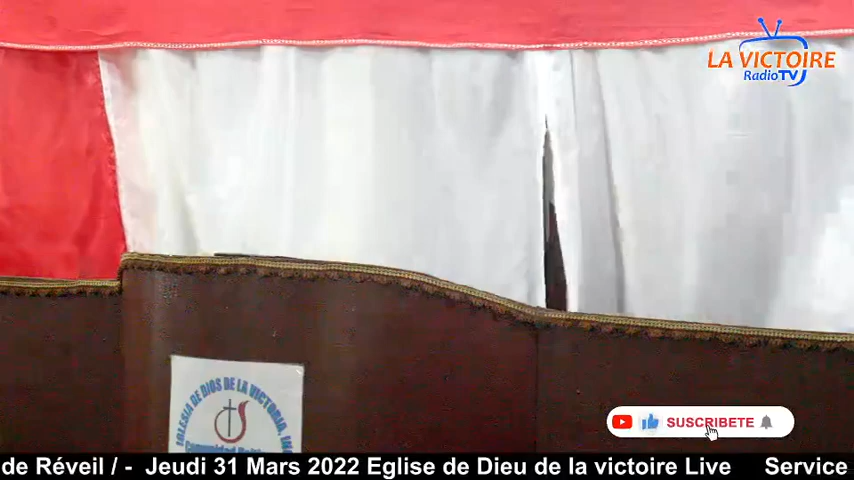 LA VICTOIRE
RadioTV
IGLESIA DE DIOS DE LA VICTORIA,
Comunidad
SUSCRIBETE
de Réveil / - Jeudi 31 Mars 2022 Eglise de Dieu de la victoire Live Service